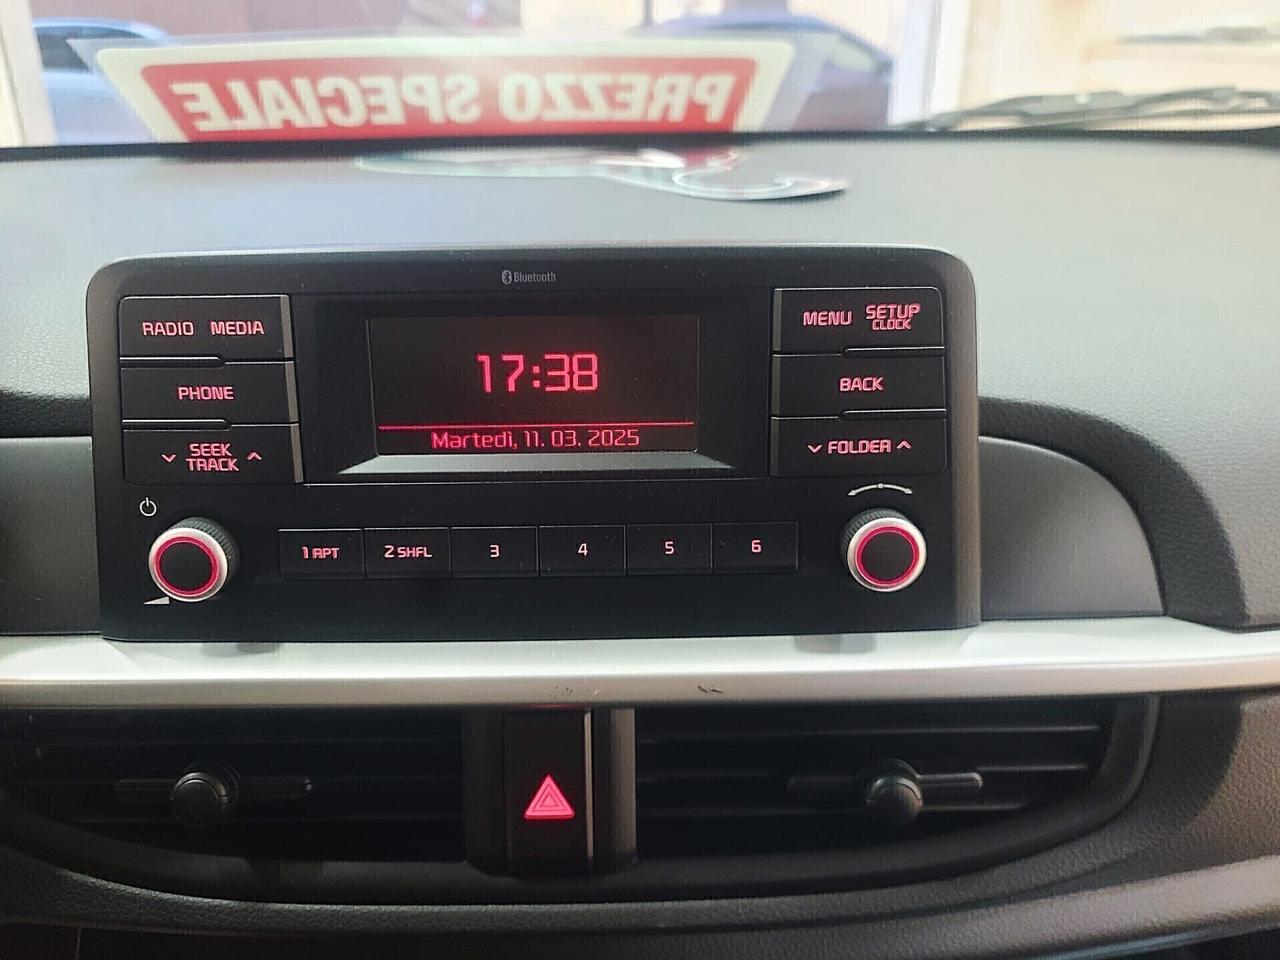 PREZZO SPECIALE
Bluetooth
RADIO MEDIA
MENU SETUP
CLOCK
17:38
PHONE
BACK
Martedì, 11. 03. 2025
SEEK
TRACK
FOLDER
1 RPT
2 SHFL
3
4
5
6